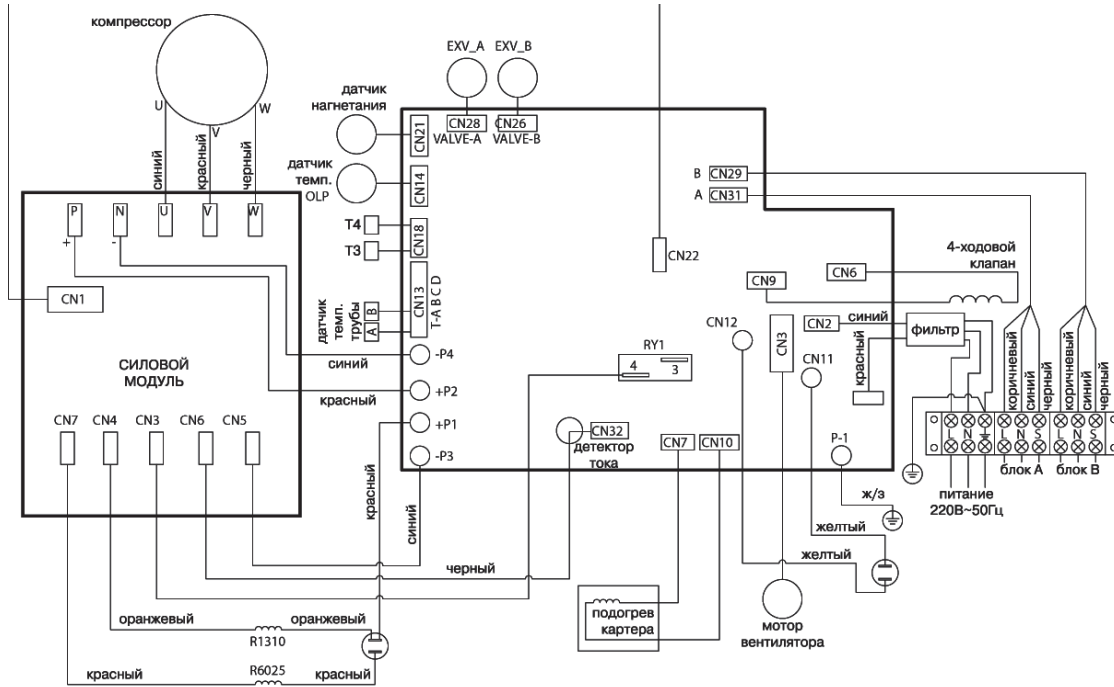 компрессор
U
V
W
синий
красный
черный
EXV_A
EXV_B
датчик
нагнетания
CN21
CN28
VALVE-A
CN26
VALVE-B
датчик
темп.
OLP
CN14
T4
T3
CN18
CN13
T-A B C D
датчик
темп.
трубы
B
A
B
CN29
A
CN31
CN22
4-ходовой
клапан
CN9
CN6
P
N
U
V
W
+
-
CN1
СИЛОВОЙ
МОДУЛЬ
синий
красный
-P4
+P2
+P1
-P3
RY1
4
3
CN12
CN3
CN2
синий
фильтр
CN11
красный
коричневый
синий
черный
коричневый
синий
черный
CN7
CN4
CN3
CN6
CN5
CN32
детектор
тока
CN7
CN10
P-1
L
N
L
N
S
L
N
S
блок A
блок B
питание
220В~50Гц
ж/з
красный
синий
черный
желтый
желтый
оранжевый
R1310
оранжевый
красный
R6025
красный
подогрев
картера
мотор
вентилятора